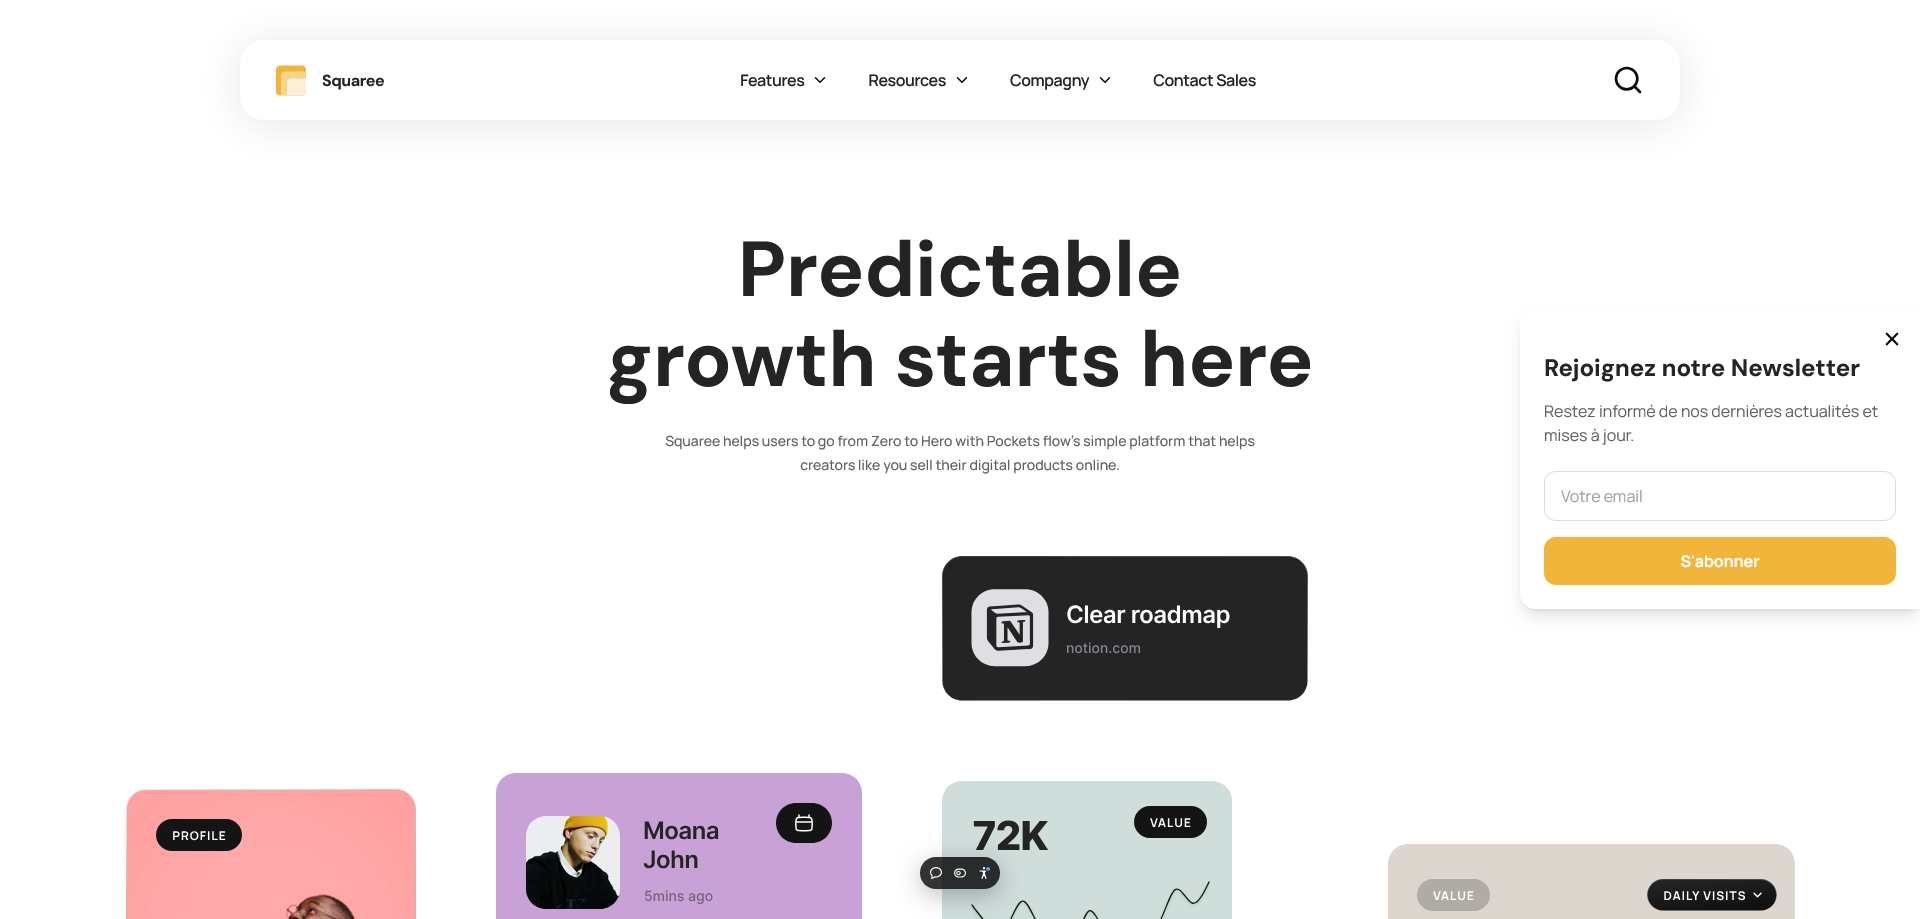 Squaree
Features
Resources
Compagny
Contact Sales
Predictable
growth starts here
Squaree helps users to go from Zero to Hero with Pockets flow's simple platform that helps
creators like you sell their digital products online.
Rejoignez notre Newsletter
Restez informé de nos dernières actualités et
mises à jour.
Votre email
S'abonner
N
Clear roadmap
notion.com
PROFILE
Moana
John
5mins ago
72K
VALUE
VALUE
DAILY VISITS